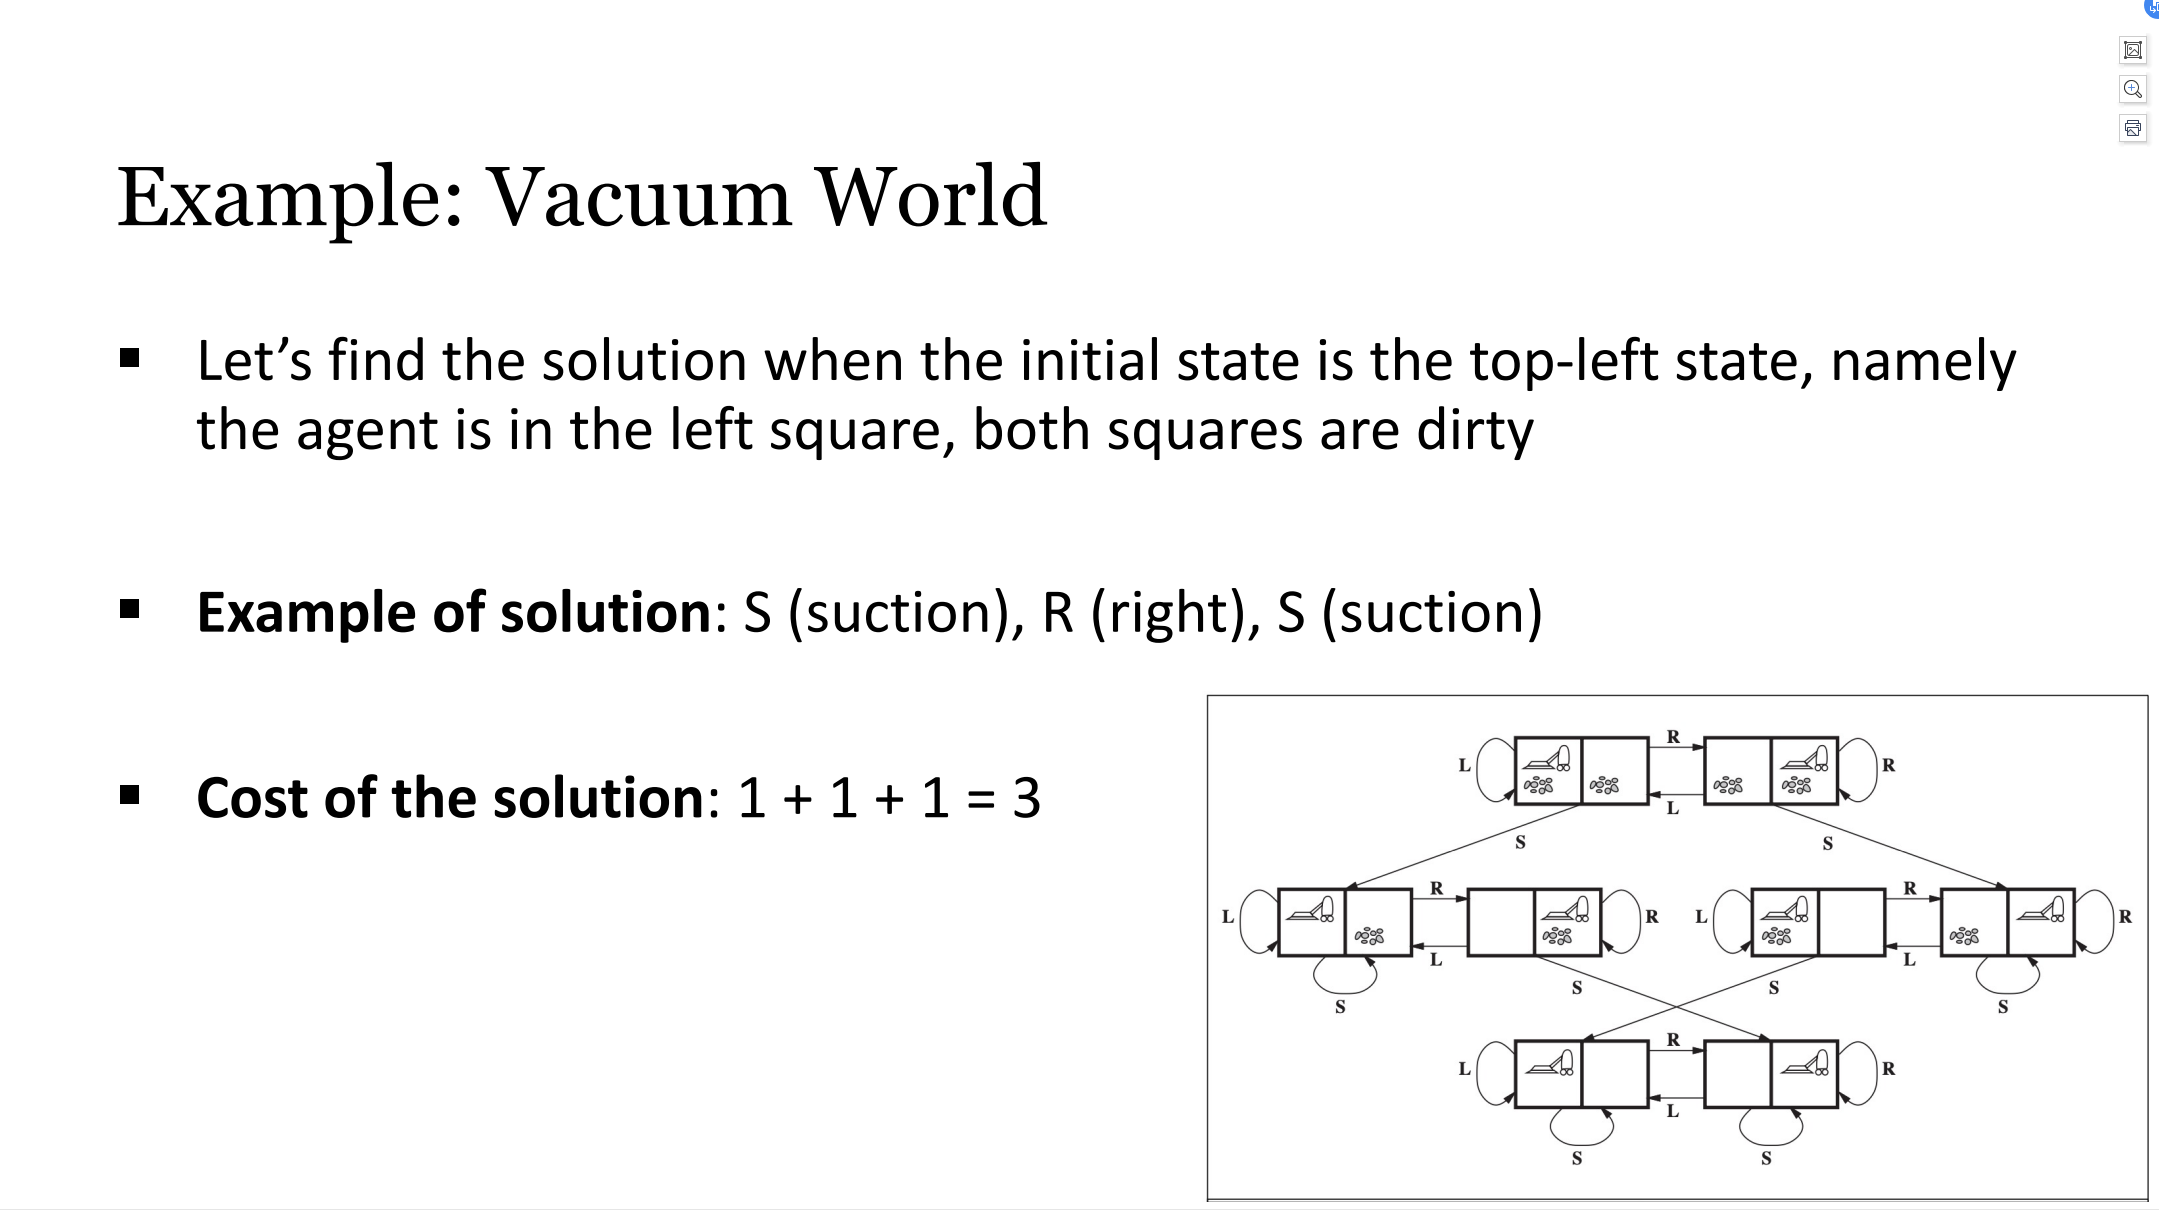 Example: Vacuum World
▪ Let’s find the solution when the initial state is the top-left state, namely
the agent is in the left square, both squares are dirty
▪ Example of solution: S (suction), R (right), S (suction)
▪ Cost of the solution: 1 + 1 + 1 = 3
R
L R
L
S S
R R
L R L R
L L
S S
S S
R
L R
L
S S